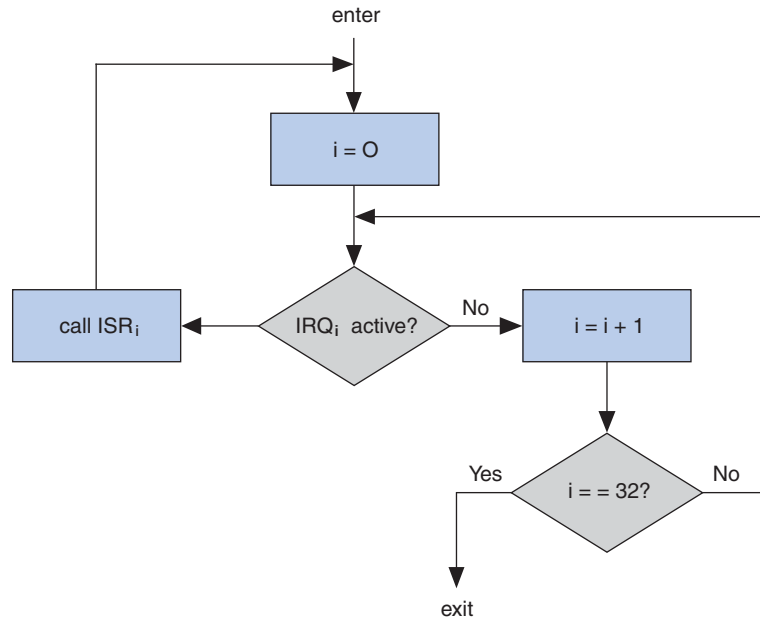 enter
i = O
call ISRi
IRQi active?
No
i = i + 1
Yes
i = = 32?
No
exit